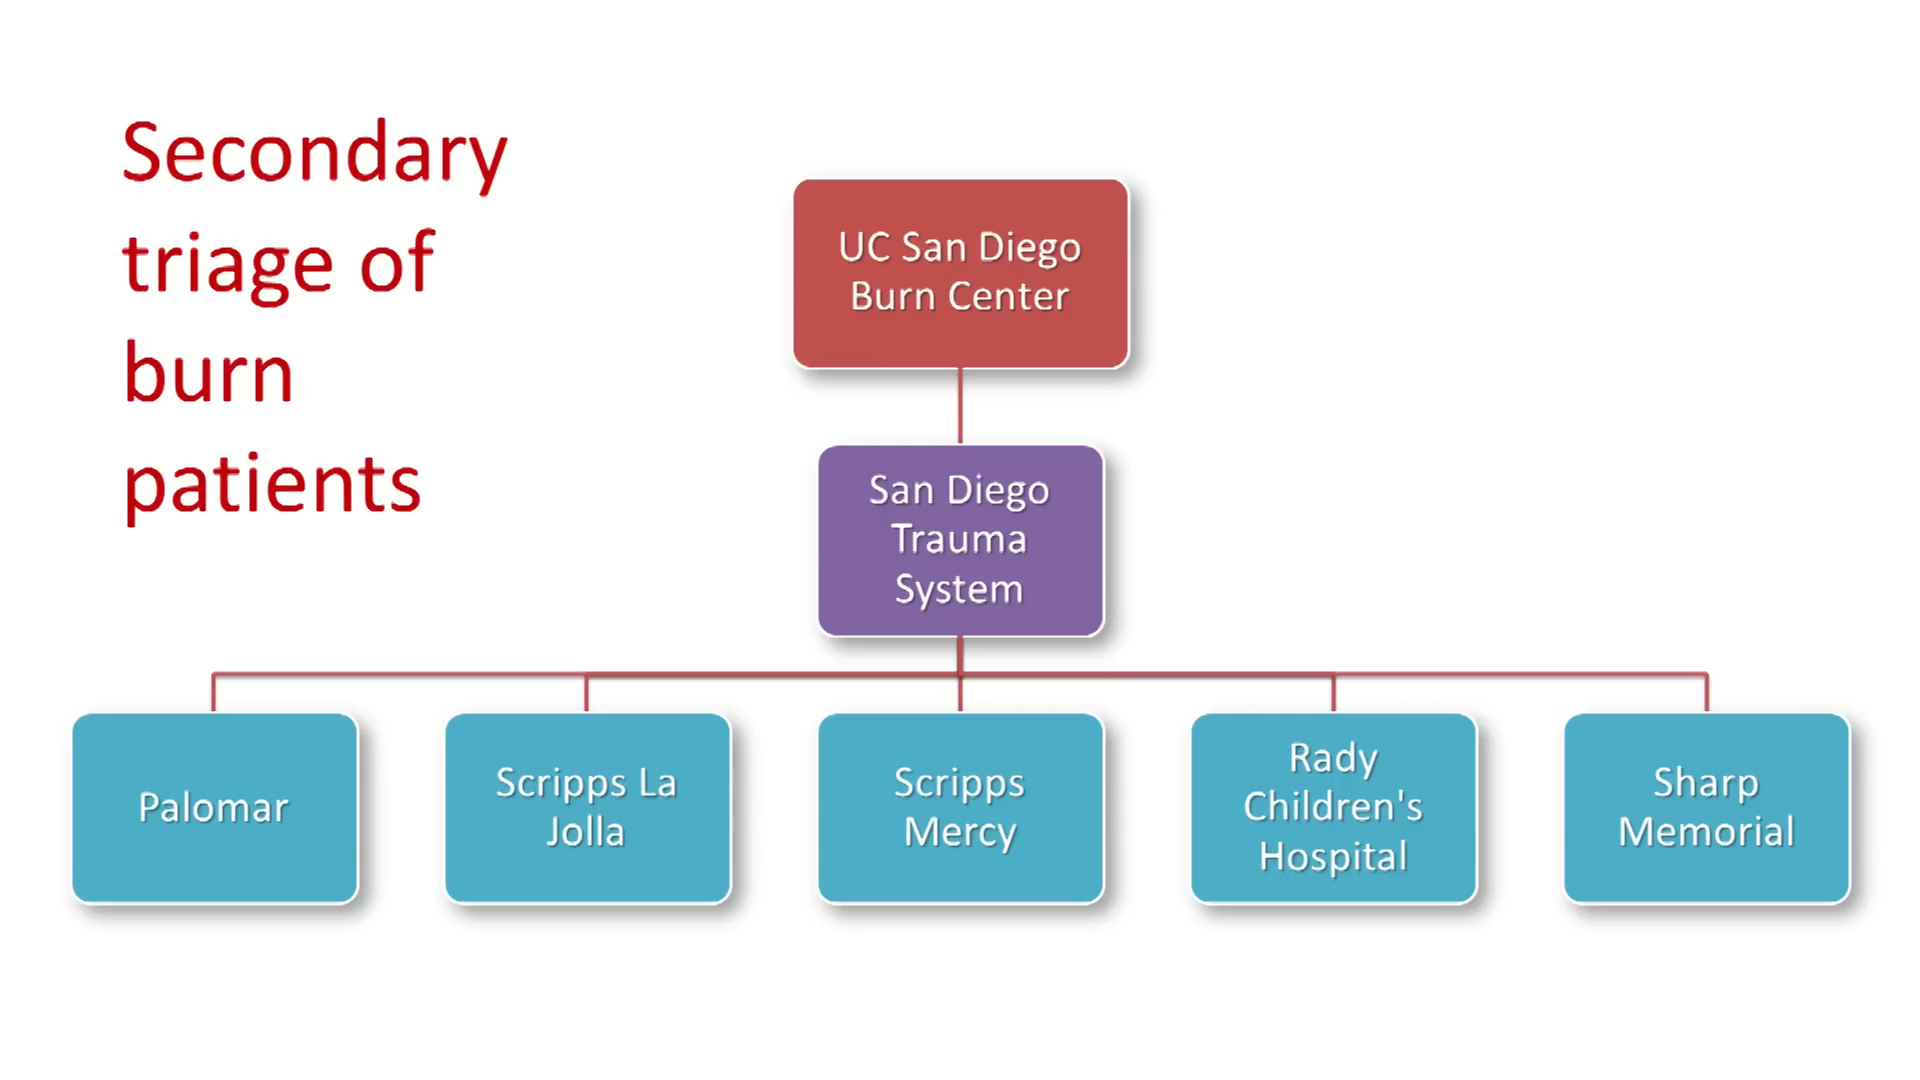 Secondary
triage of
burn
patients
UC San Diego
Burn Center
San Diego
Trauma
System
Palomar
Scripps La
Jolla
Scripps
Mercy
Rady
Children's
Hospital
Sharp
Memorial